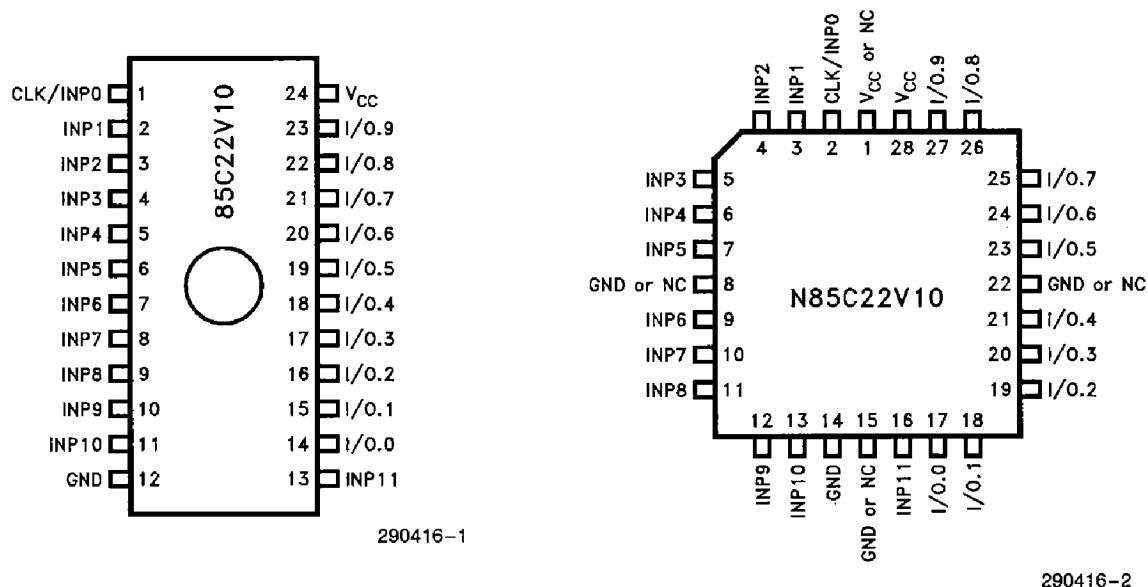 CLK/INP0 1 24 VCC
INP1 2 23 I/O.9
INP2 3 22 I/O.8
INP3 4 21 I/O.7
INP4 5 20 I/O.6
INP5 6 19 I/O.5
INP6 7 18 I/O.4
INP7 8 17 I/O.3
INP8 9 16 I/O.2
INP9 10 15 I/O.1
INP10 11 14 I/O.0
GND 12 13 INP11
85C22V10
290416-1
INP2 INP1 CLK/INP0 VCC or NC VCC I/O.9 I/O.8
4 3 2 1 28 27 26
INP3 5 25 I/O.7
INP4 6 24 I/O.6
INP5 7 23 I/O.5
GND or NC 8 22 GND or NC
N85C22V10
INP6 9 21 I/O.4
INP7 10 20 I/O.3
INP8 11 19 I/O.2
12 13 14 15 16 17 18
INP9 INP10 GND GND or NC INP11 I/O.0 I/O.1
290416-2